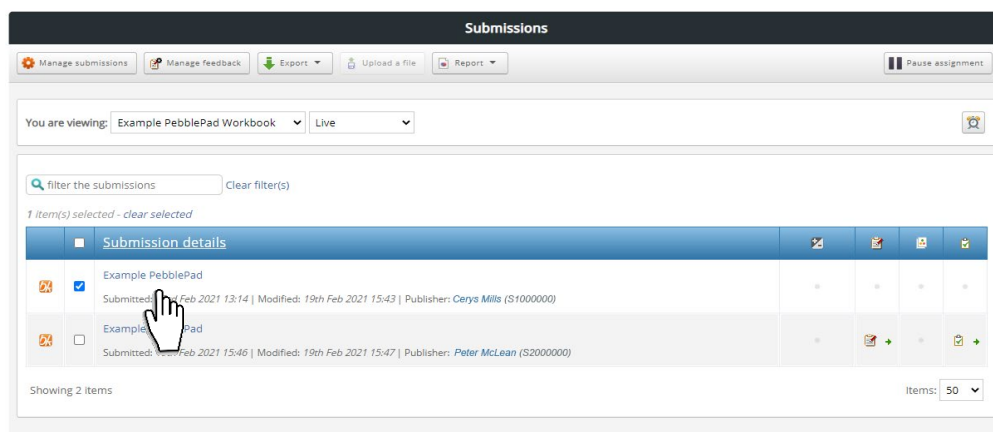 Submissions
Manage submissions Manage feedback Export Upload a file Report Pause assignment
You are viewing: Example PebblePad Workbook Live
filter the submissions Clear filter(s)
1 item(s) selected - clear selected
Submission details
Example PebblePad
Submitted: Feb 2021 13:14 | Modified: 19th Feb 2021 15:43 | Publisher: Cerys Mills (S1000000)
Example Pad
Submitted: Feb 2021 15:46 | Modified: 19th Feb 2021 15:47 | Publisher: Peter McLean (S2000000)
Showing 2 items Items: 50